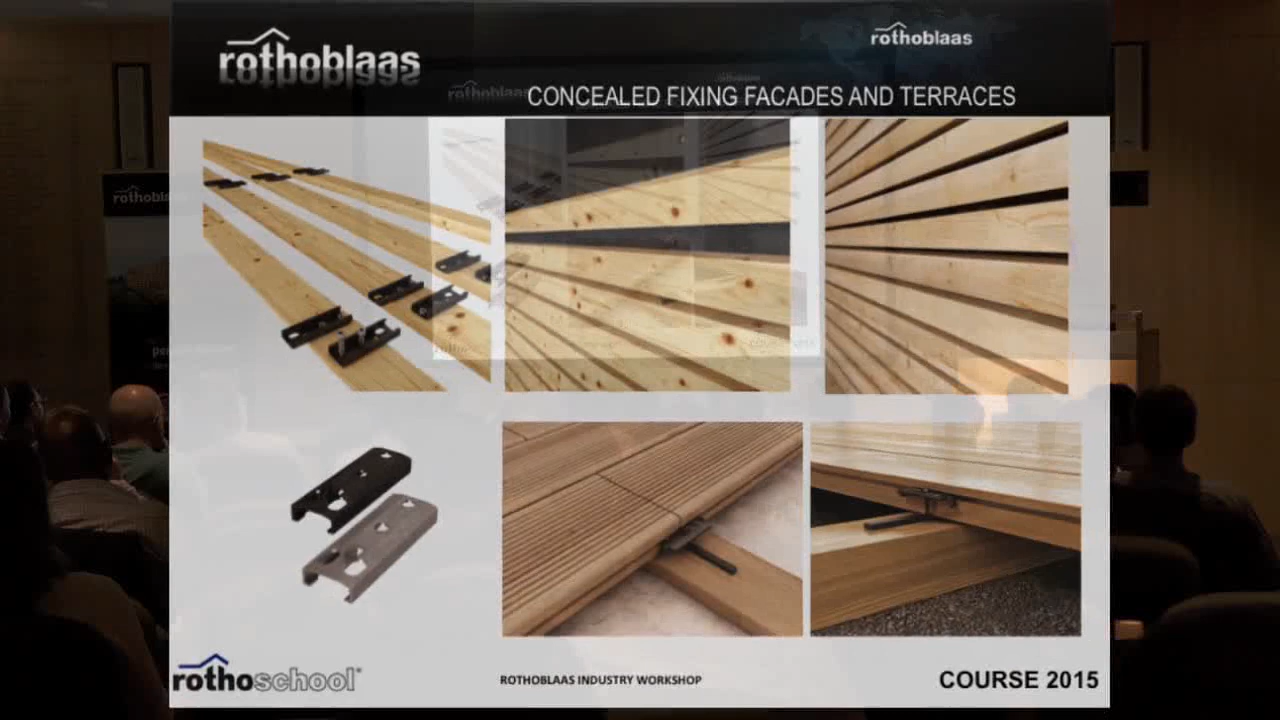 rothoblaas
rothoblaas
CONCEALED FIXING FACADES AND TERRACES
rothoschool
ROTHOBLAAS INDUSTRY WORKSHOP
COURSE 2015